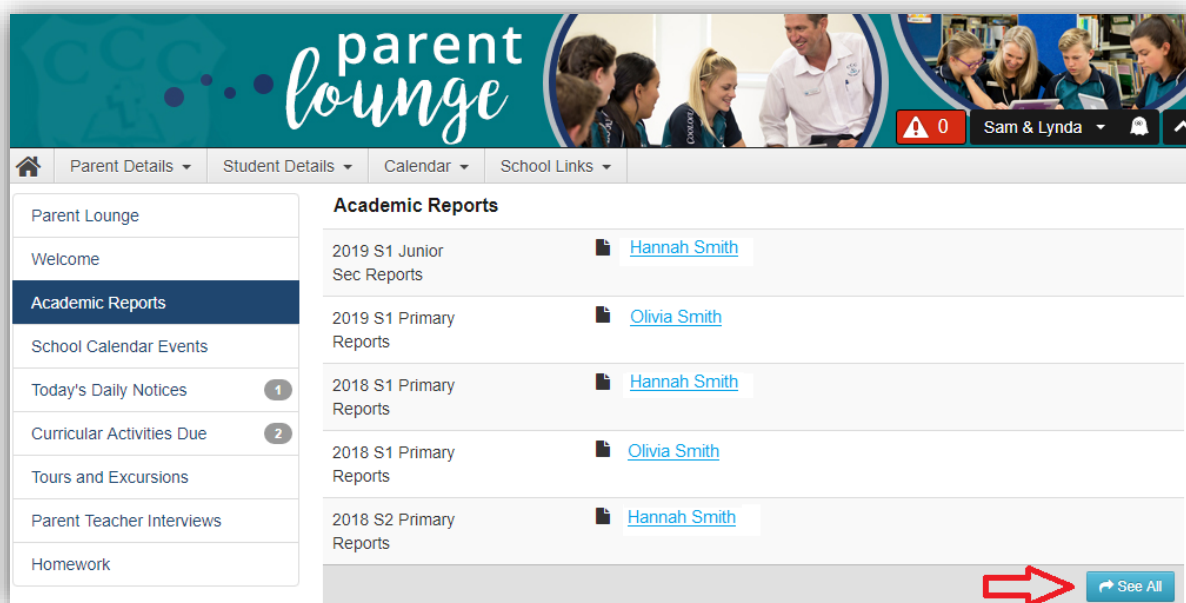 parent
lounge
CCC
0 Sam & Lynda
Parent Details Student Details Calendar School Links
Parent Lounge
Welcome
Academic Reports
School Calendar Events
Today's Daily Notices 1
Curricular Activities Due 2
Tours and Excursions
Parent Teacher Interviews
Homework
Academic Reports
2019 S1 Junior Hannah Smith
Sec Reports
2019 S1 Primary Olivia Smith
Reports
2018 S1 Primary Hannah Smith
Reports
2018 S1 Primary Olivia Smith
Reports
2018 S2 Primary Hannah Smith
Reports
See All